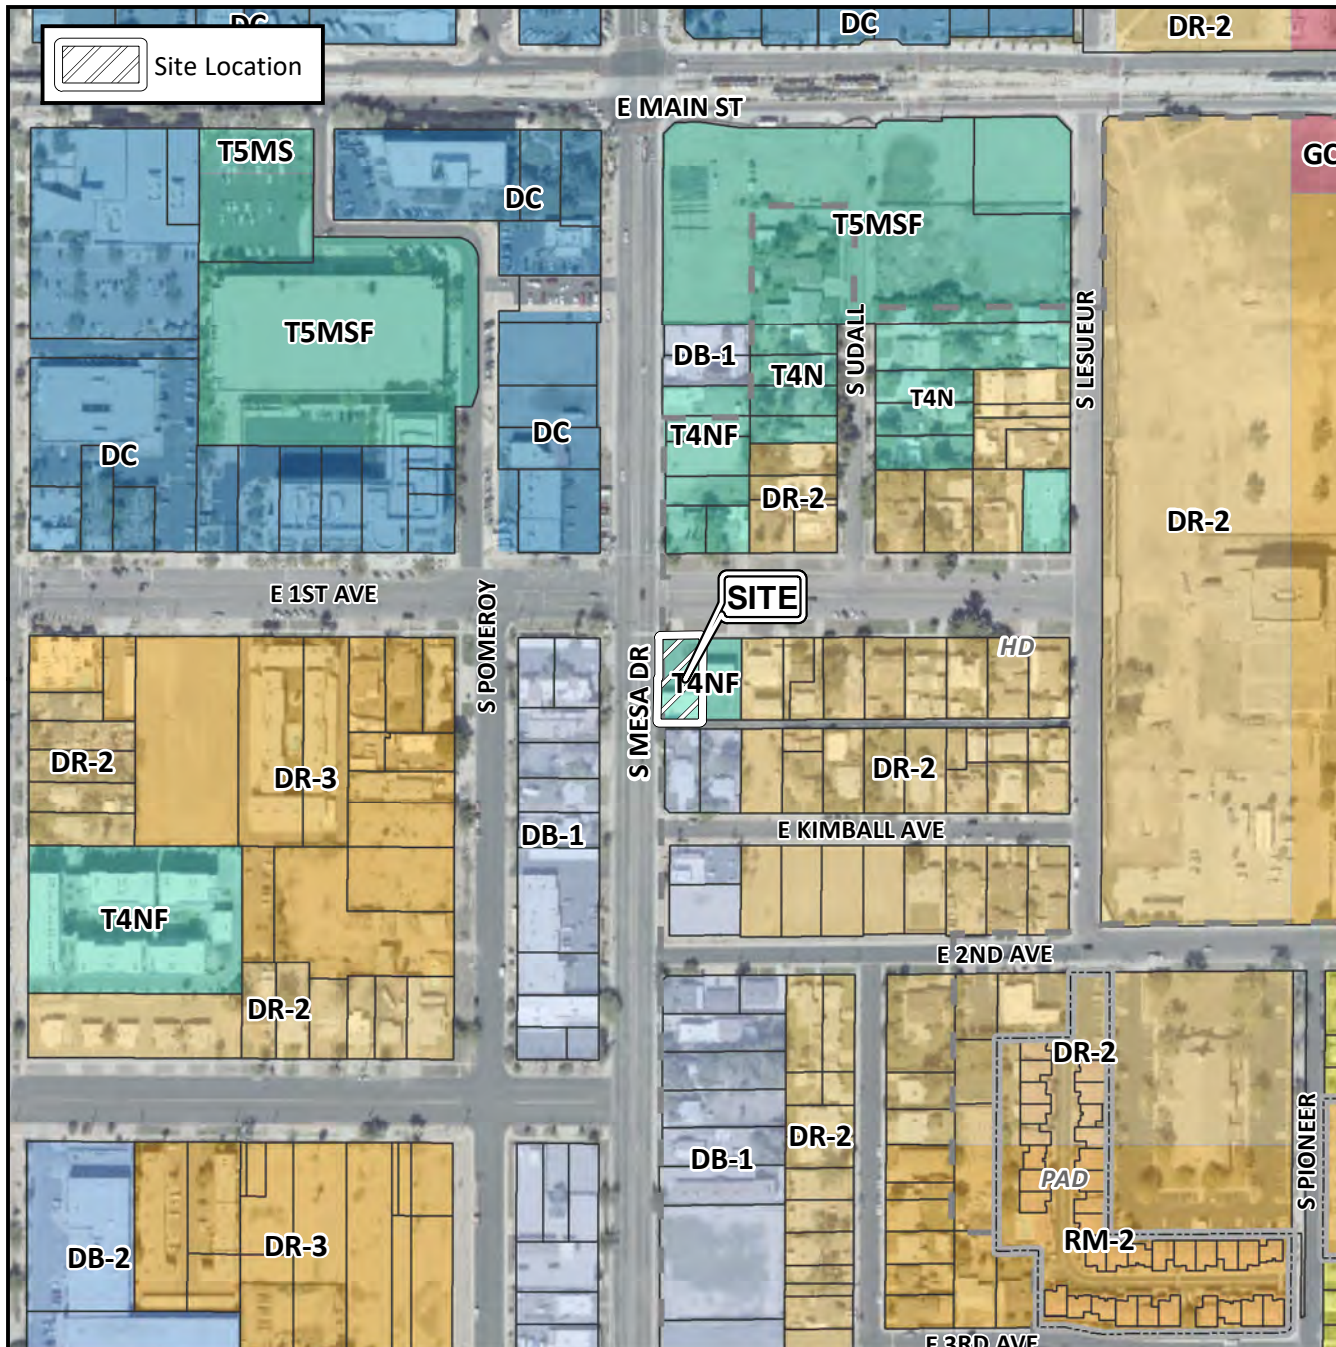 DC
DC
DR-2
Site Location
E MAIN ST
T5MS
GC
DC
T5MSF
T5MSF
S LESUEUR
S UDALL
DB-1
T4N
T4N
DC
T4NF
DC
DR-2
DR-2
E 1ST AVE
SITE
S POMEROY
HD
S MESA DR
T4NF
DR-2
DR-3
DR-2
DB-1
E KIMBALL AVE
T4NF
E 2ND AVE
DR-2
DR-2
DR-2
DB-1
PAD
S PIONEER
DB-2
DR-3
RM-2
E 3RD AVE